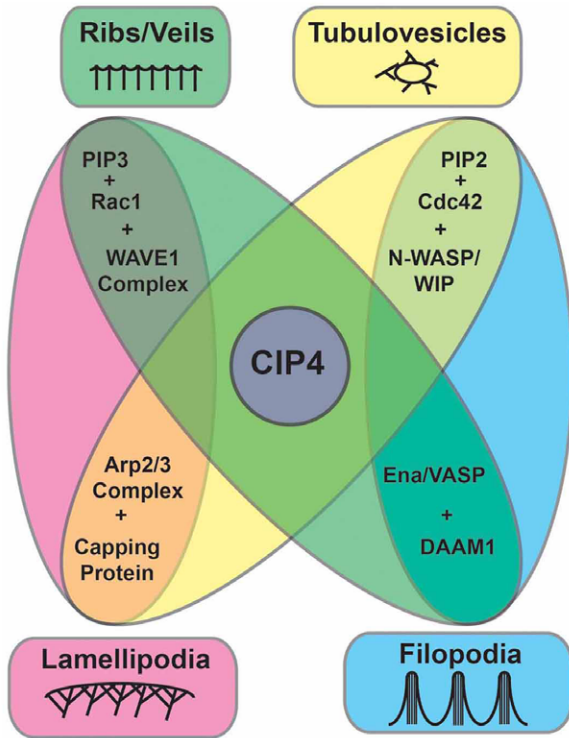 Ribs/Veils
Tubulovesicles
PIP3
+
Rac1
+
WAVE1
Complex
PIP2
+
Cdc42
+
N-WASP/
WIP
CIP4
Arp2/3
Complex
+
Capping
Protein
Ena/VASP
+
DAAM1
Lamellipodia
Filopodia